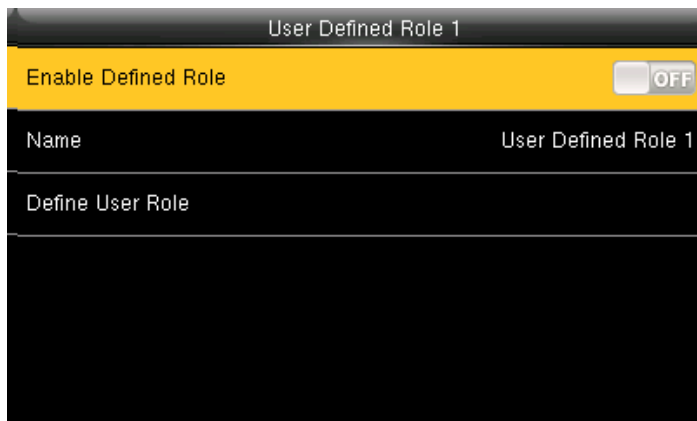 User Defined Role 1
Enable Defined Role OFF
Name User Defined Role 1
Define User Role